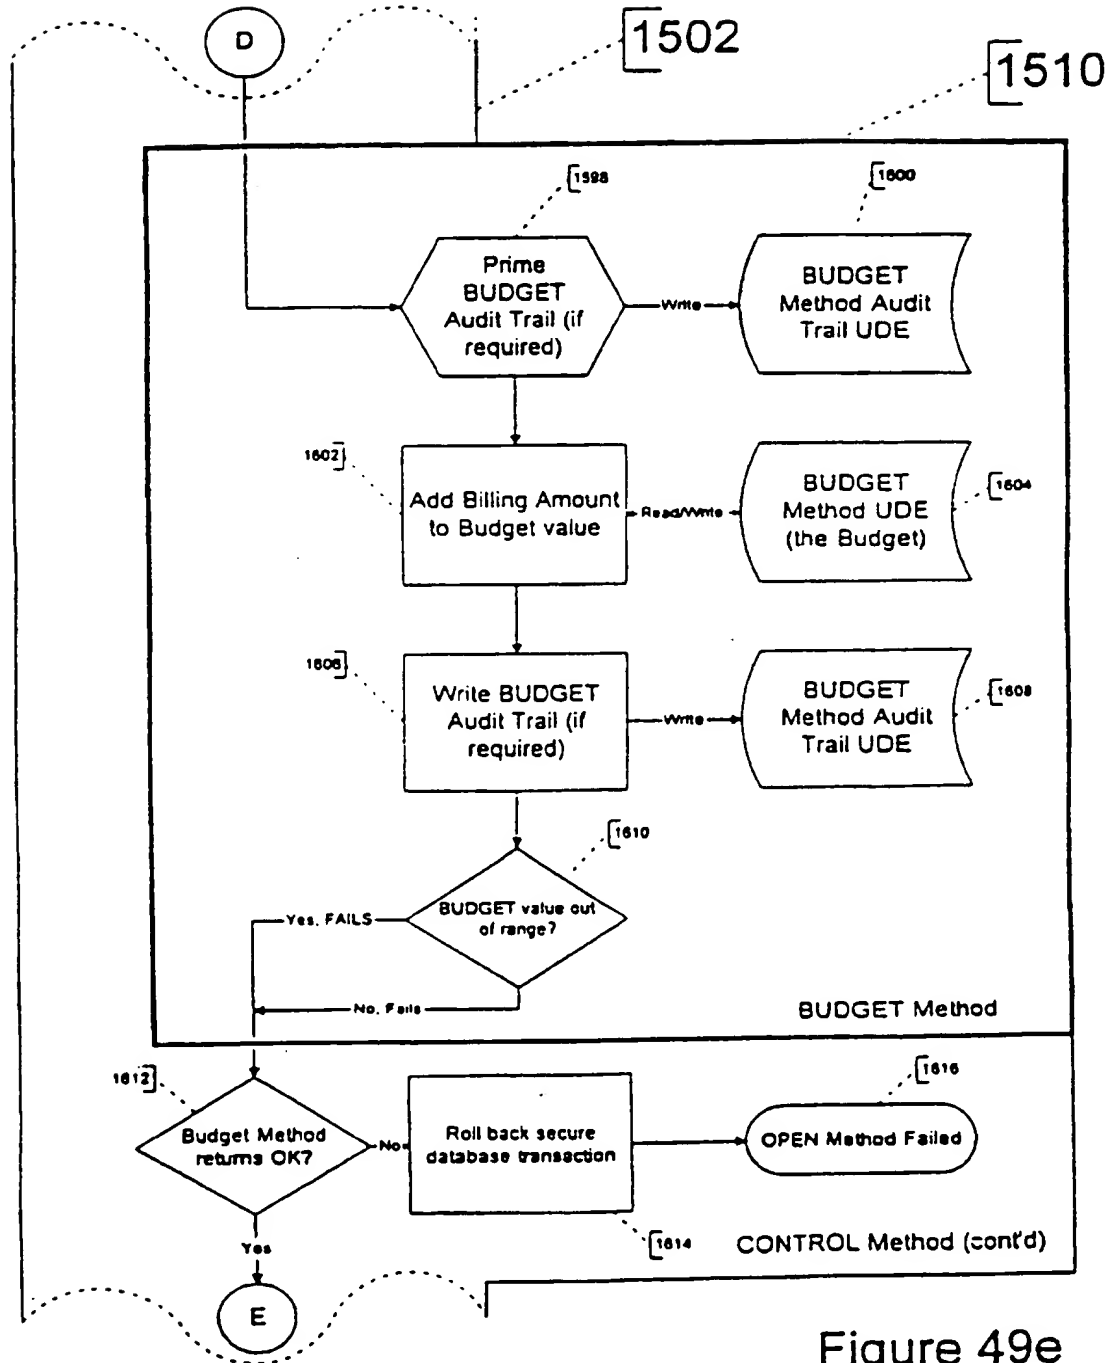 D
1502
1510
1598
1600
Prime
BUDGET
Audit Trail (if
required)
Write
BUDGET
Method Audit
Trail UDE
1602
Add Billing Amount
to Budget value
Read/Write
BUDGET
Method UDE
(the Budget)
1604
1606
Write BUDGET
Audit Trail (if
required)
Write
BUDGET
Method Audit
Trail UDE
1608
1610
BUDGET value out
of range?
Yes, FAILS
No, Fails
BUDGET Method
1612
Budget Method
returns OK?
No
Roll back secure
database transaction
1616
OPEN Method Failed
1614
CONTROL Method (cont'd)
Yes
E
Figure 49e